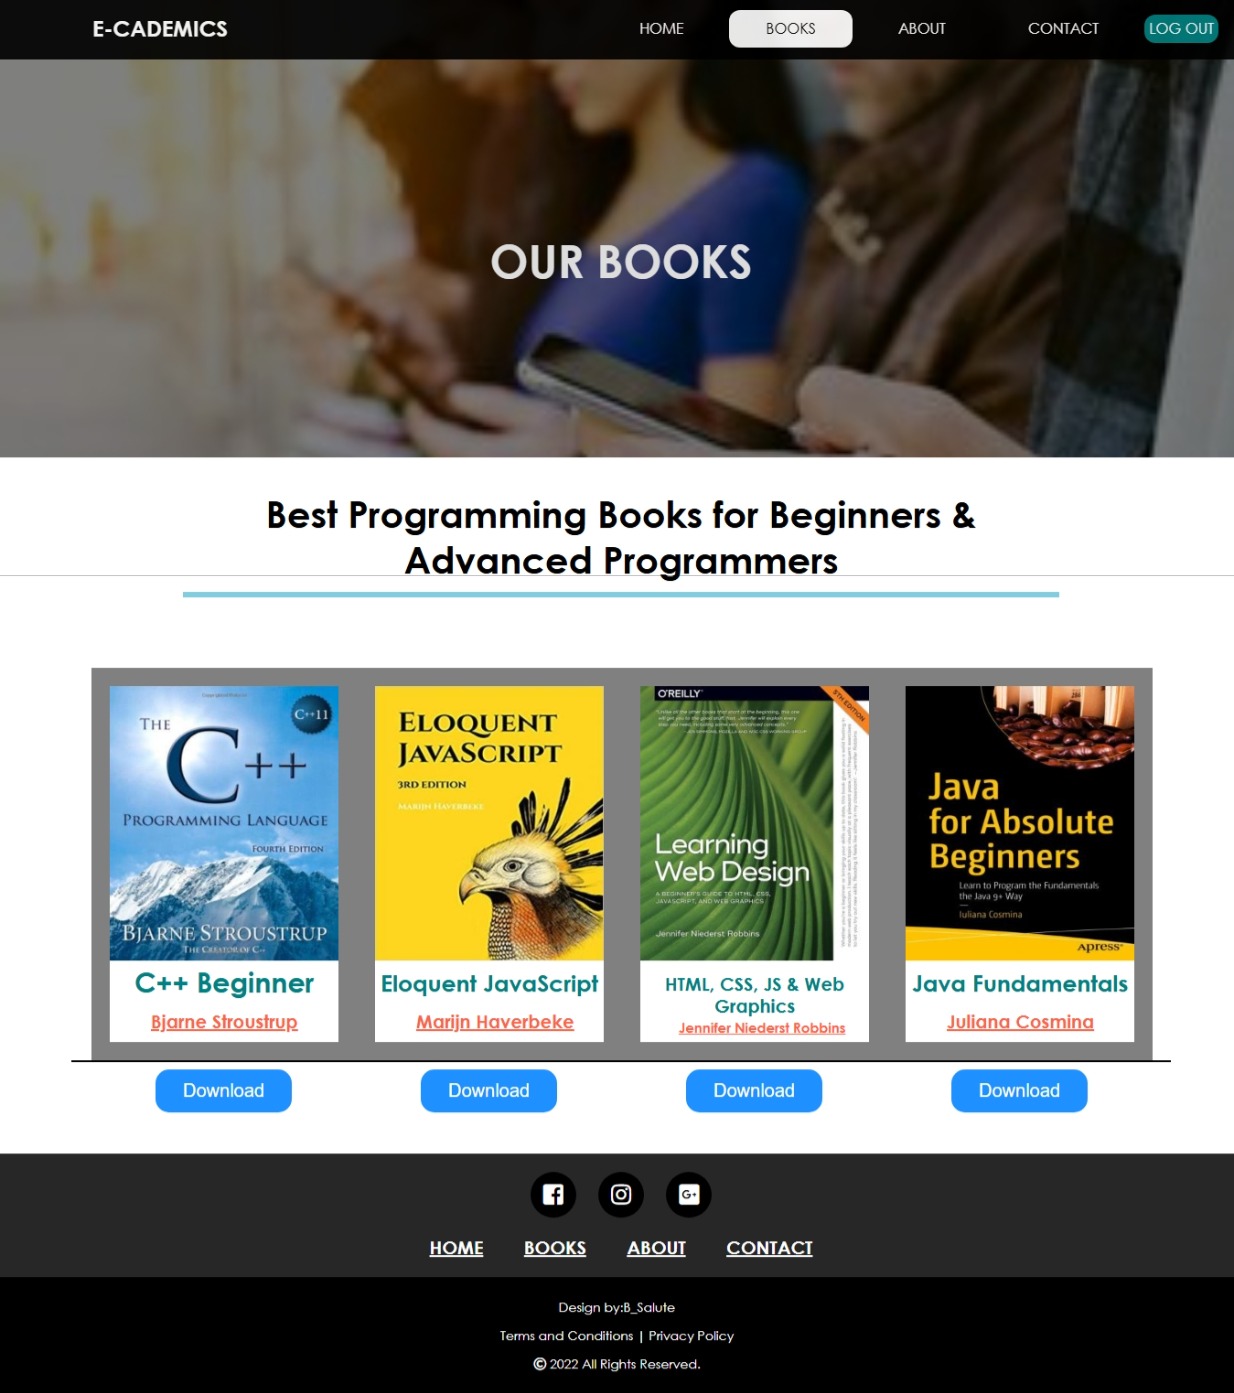 E-CADEMICS
HOME
BOOKS
ABOUT
CONTACT
LOG OUT
OUR BOOKS
Best Programming Books for Beginners &
Advanced Programmers
C++11
THE
C++
PROGRAMMING LANGUAGE
FOURTH EDITION
BJARNE STROUSTRUP
THE CREATOR OF C++
C++ Beginner
Bjarne Stroustrup
ELOQUENT
JAVASCRIPT
3RD EDITION
MARIJN HAVERBEKE
Eloquent JavaScript
Marijn Haverbeke
O'REILLY
5TH EDITION
Learning
Web Design
A BEGINNER'S GUIDE TO HTML, CSS,
JAVASCRIPT, AND WEB GRAPHICS
Jennifer Niederst Robbins
HTML, CSS, JS & Web
Graphics
Jennifer Niederst Robbins
Java
for Absolute
Beginners
Learn to Program the Fundamentals
the Java 9+ Way
Iuliana Cosmina
Apress
Java Fundamentals
Juliana Cosmina
Download
Download
Download
Download
HOME
BOOKS
ABOUT
CONTACT
Design by:B_Salute
Terms and Conditions | Privacy Policy
© 2022 All Rights Reserved.